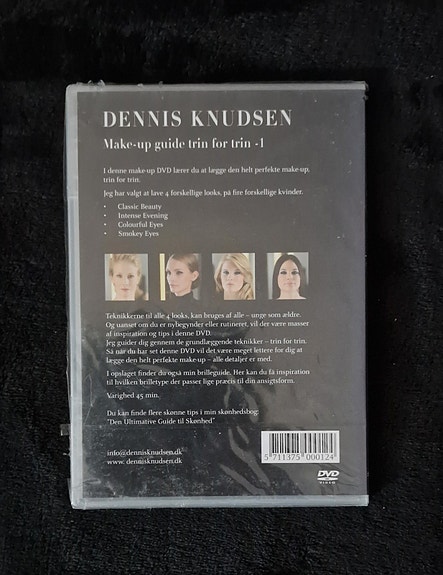 DENNIS KNUDSEN
Make-up guide trin for trin -1
I denne make-up DVD lærer du at lægge den helt perfekte make-up,
trin for trin.
Jeg har valgt at lave 4 forskellige looks, på fire forskellige kvinder.
• Classic Beauty
• Intense Evening
• Colourful Eyes
• Smokey Eyes
Teknikkerne til alle 4 looks, kan bruges af alle – unge som ældre.
Og uanset om du er nybegynder eller rutineret, vil der være masser
af inspiration og tips i denne DVD.
Jeg guider dig gennem de grundlæggende teknikker – trin for trin.
Så når du har set denne DVD vil det være meget lettere for dig at
lægge den helt perfekte make-up – alle detaljer er med.
I opslaget finder du også min brilleguide. Her kan du få inspiration
til hvilken brilletype der passer lige præcis til din ansigtsform.
Varighed 45 min.
Du kan finde flere skønne tips i min skønhedsbog:
"Den Ultimative Guide til Skønhed"
info@dennisknudsen.dk
www.dennisknudsen.dk
5 711375 000124
DVD
VIDEO